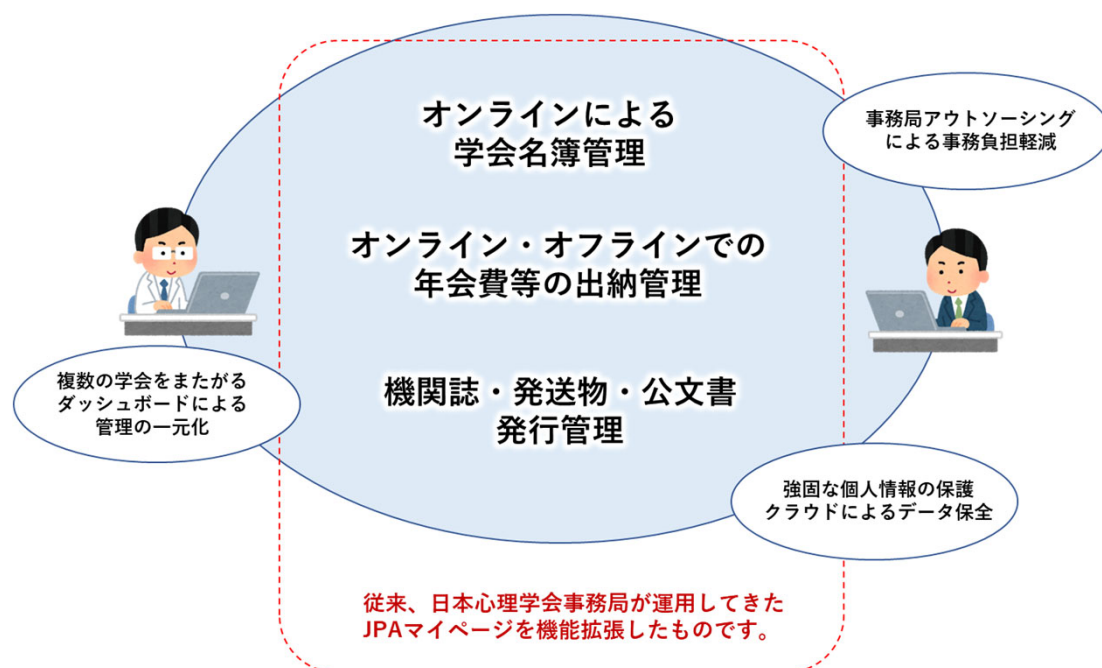 オンラインによる
学会名簿管理
事務局アウトソーシング
による事務負担軽減
オンライン・オフラインでの
年会費等の出納管理
複数の学会をまたがる
ダッシュボードによる
管理の一元化
機関誌・発送物・公文書
発行管理
強固な個人情報の保護
クラウドによるデータ保全
従来、日本心理学会事務局が運用してきた
JPAマイページを機能拡張したものです。